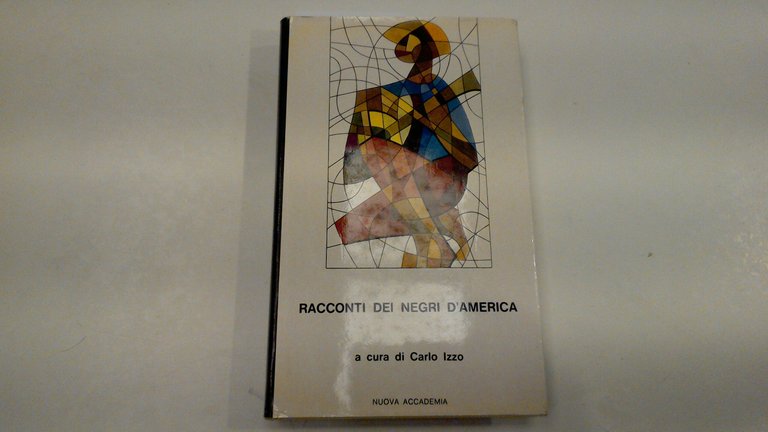 RACCONTI DEI NEGRI D'AMERICA
a cura di Carlo Izzo
NUOVA ACCADEMIA